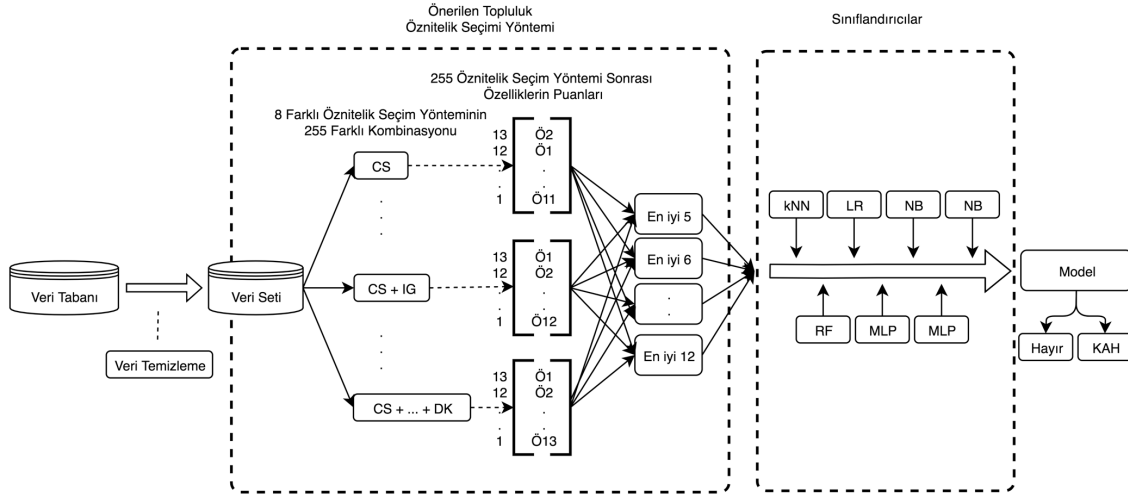 Önerilen Topluluk
Öznitelik Seçimi Yöntemi
Sınıflandırıcılar
255 Öznitelik Seçim Yöntemi Sonrası
Özelliklerin Puanları
8 Farklı Öznitelik Seçim Yönteminin
255 Farklı Kombinasyonu
Veri Tabanı
Veri Temizleme
Veri Seti
CS
.
.
.
CS + IG
.
.
.
CS + ... + DK
13 Ö2
12 Ö1
. .
. .
1 Ö11
13 Ö1
12 Ö2
. .
. .
1 Ö12
13 Ö1
12 Ö2
. .
. .
1 Ö13
En iyi 5
En iyi 6
.
.
En iyi 12
kNN
LR
NB
NB
RF
MLP
MLP
Model
Hayır
KAH